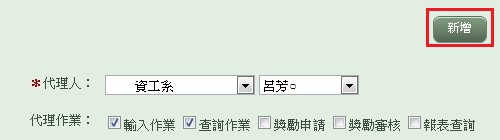 新增
*代理人： 資工系 呂芳○
代理作業： 輸入作業 查詢作業 獎勵申請 獎勵審核 報表查詢